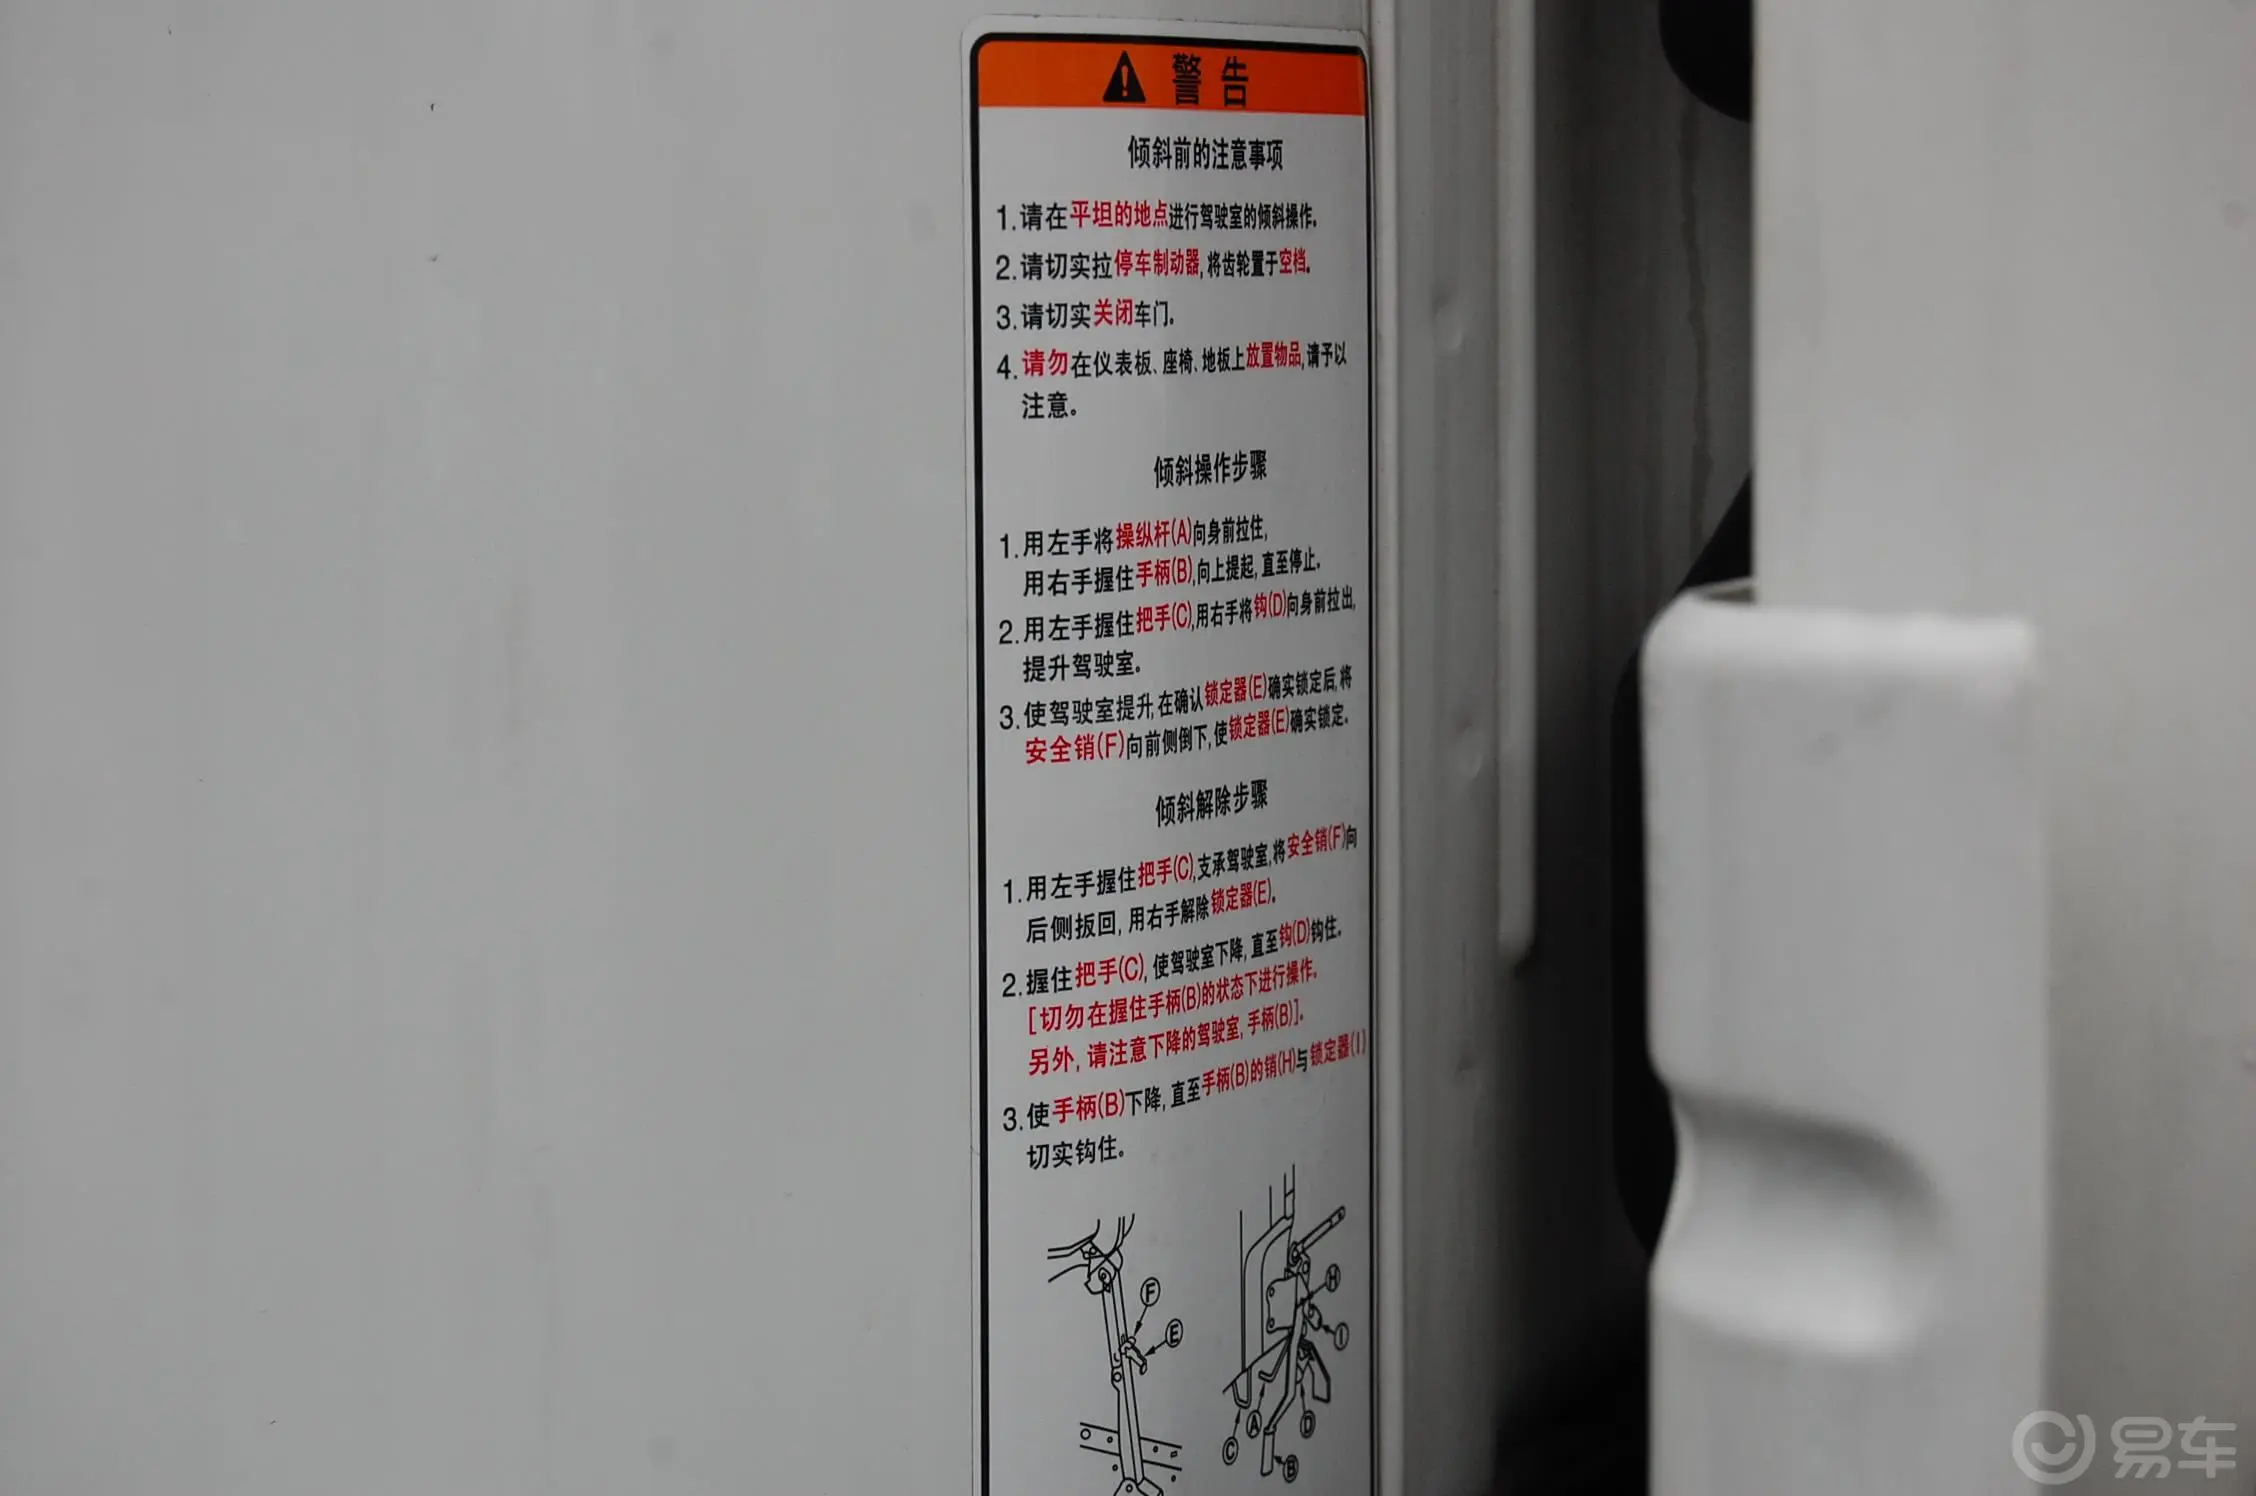 警告
倾斜前的注意事项
1.请在平坦的地点进行驾驶室的倾斜操作。
2.请切实拉停车制动器,将齿轮置于空档。
3.请切实关闭车门。
4.请勿在仪表板、座椅、地板上放置物品,请予以
注意。
倾斜操作步骤
1.用左手将操纵杆(A)向身前拉住,
用右手握住手柄(B),向上提起,直至停止。
2.用左手握住把手(C),用右手将钩(D)向身前拉出,
提升驾驶室。
3.使驾驶室提升,在确认锁定器(E)确实锁定后,将
安全销(F)向前侧倒下,使锁定器(E)确实锁定。
倾斜解除步骤
1.用左手握住把手(C),支承驾驶室,将安全销(F)向
后侧扳回,用右手解除锁定器(E)。
2.握住把手(C),使驾驶室下降,直至钩(D)钩住。
[切勿在握住手柄(B)的状态下进行操作。
另外,请注意下降的驾驶室,手柄(B)]。
3.使手柄(B)下降,直至手柄(B)的销(H)与锁定器(I)
切实钩住。
F
E
H
I
A
D
C
B
易车